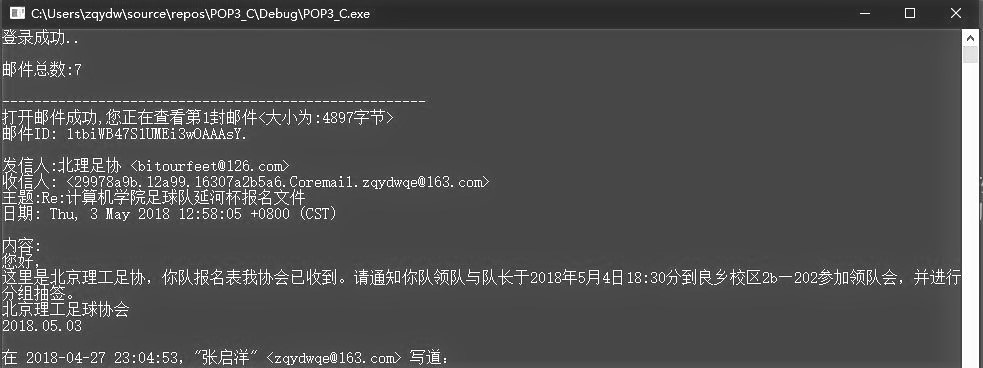 C:\Users\zqydw\source\repos\POP3_C\Debug\POP3_C.exe
登录成功..
邮件总数:7
-----------------------------------------------------
打开邮件成功,您正在查看第1封邮件<大小为:4897字节>
邮件ID: 1tbiWB47S1UMEi3wOAAAsY.
发信人:北理足协 <bitourfeet@126.com>
收信人: <29978a9b.12a99.16307a2b5a6.Coremail.zqydwqe@163.com>
主题:Re:计算机学院足球队延河杯报名文件
日期: Thu, 3 May 2018 12:58:05 +0800 (CST)
内容:
您好,
这里是北京理工足协，你队报名表我协会已收到。请通知你队领队与队长于2018年5月4日18:30分到良乡校区2b一202参加领队会，并进行
分组抽签。
北京理工足球协会
2018.05.03
在 2018-04-27 23:04:53，"张启洋" <zqydwqe@163.com> 写道：